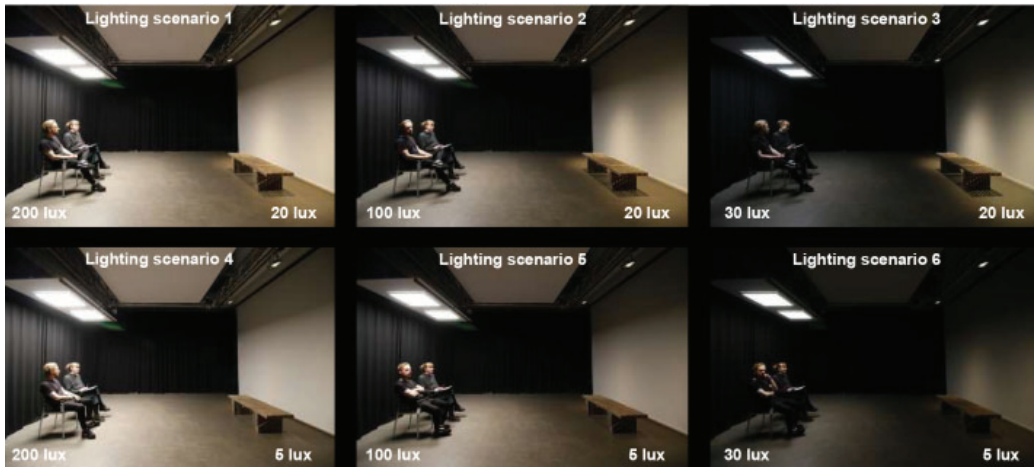 Lighting scenario 1
200 lux
20 lux
Lighting scenario 2
100 lux
20 lux
Lighting scenario 3
30 lux
20 lux
Lighting scenario 4
200 lux
5 lux
Lighting scenario 5
100 lux
5 lux
Lighting scenario 6
30 lux
5 lux